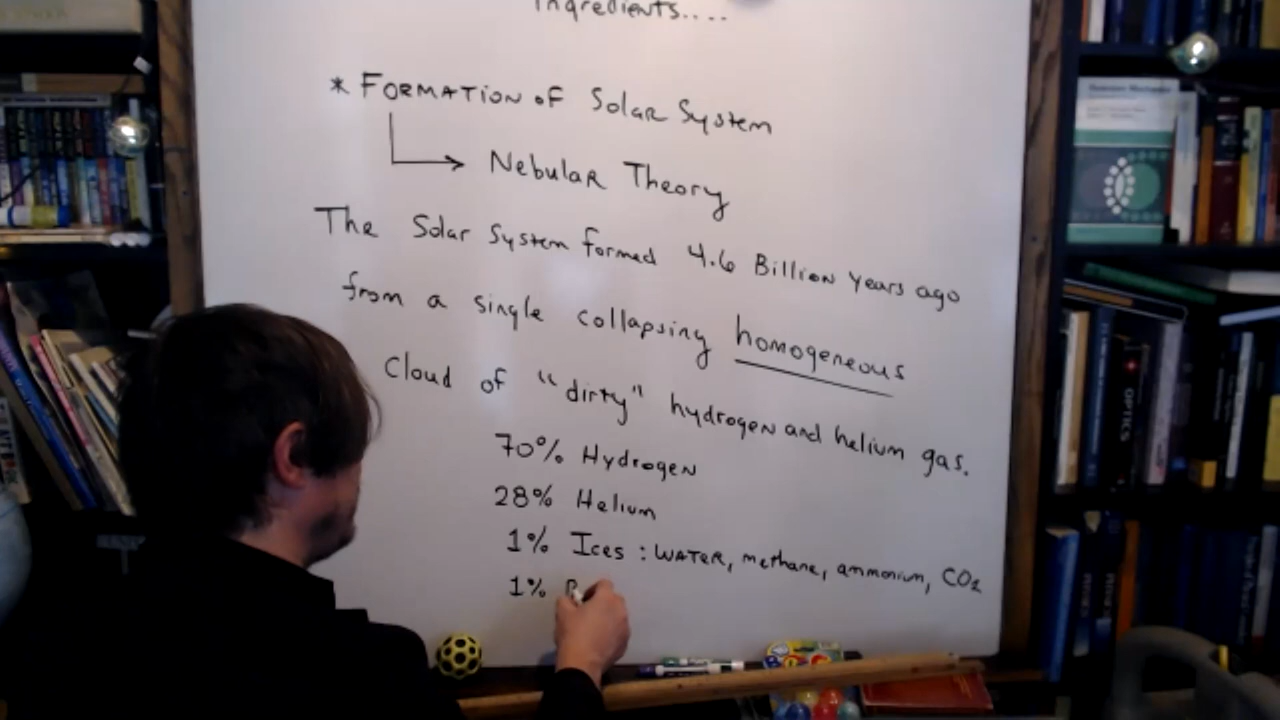 Ingredients....
* FORMATION OF SOLAR System
Nebular Theory
The Solar System formed 4.6 Billion years ago
from a single collapsing homogeneous
Cloud of "dirty" hydrogen and helium gas.
70% Hydrogen
28% Helium
1% Ices : WATER, methane, ammonium, CO2
1%
OPTICS